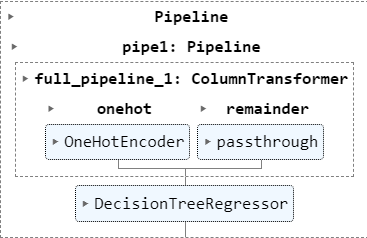 Pipeline
pipe1: Pipeline
full_pipeline_1: ColumnTransformer
onehot remainder
OneHotEncoder passthrough
DecisionTreeRegressor